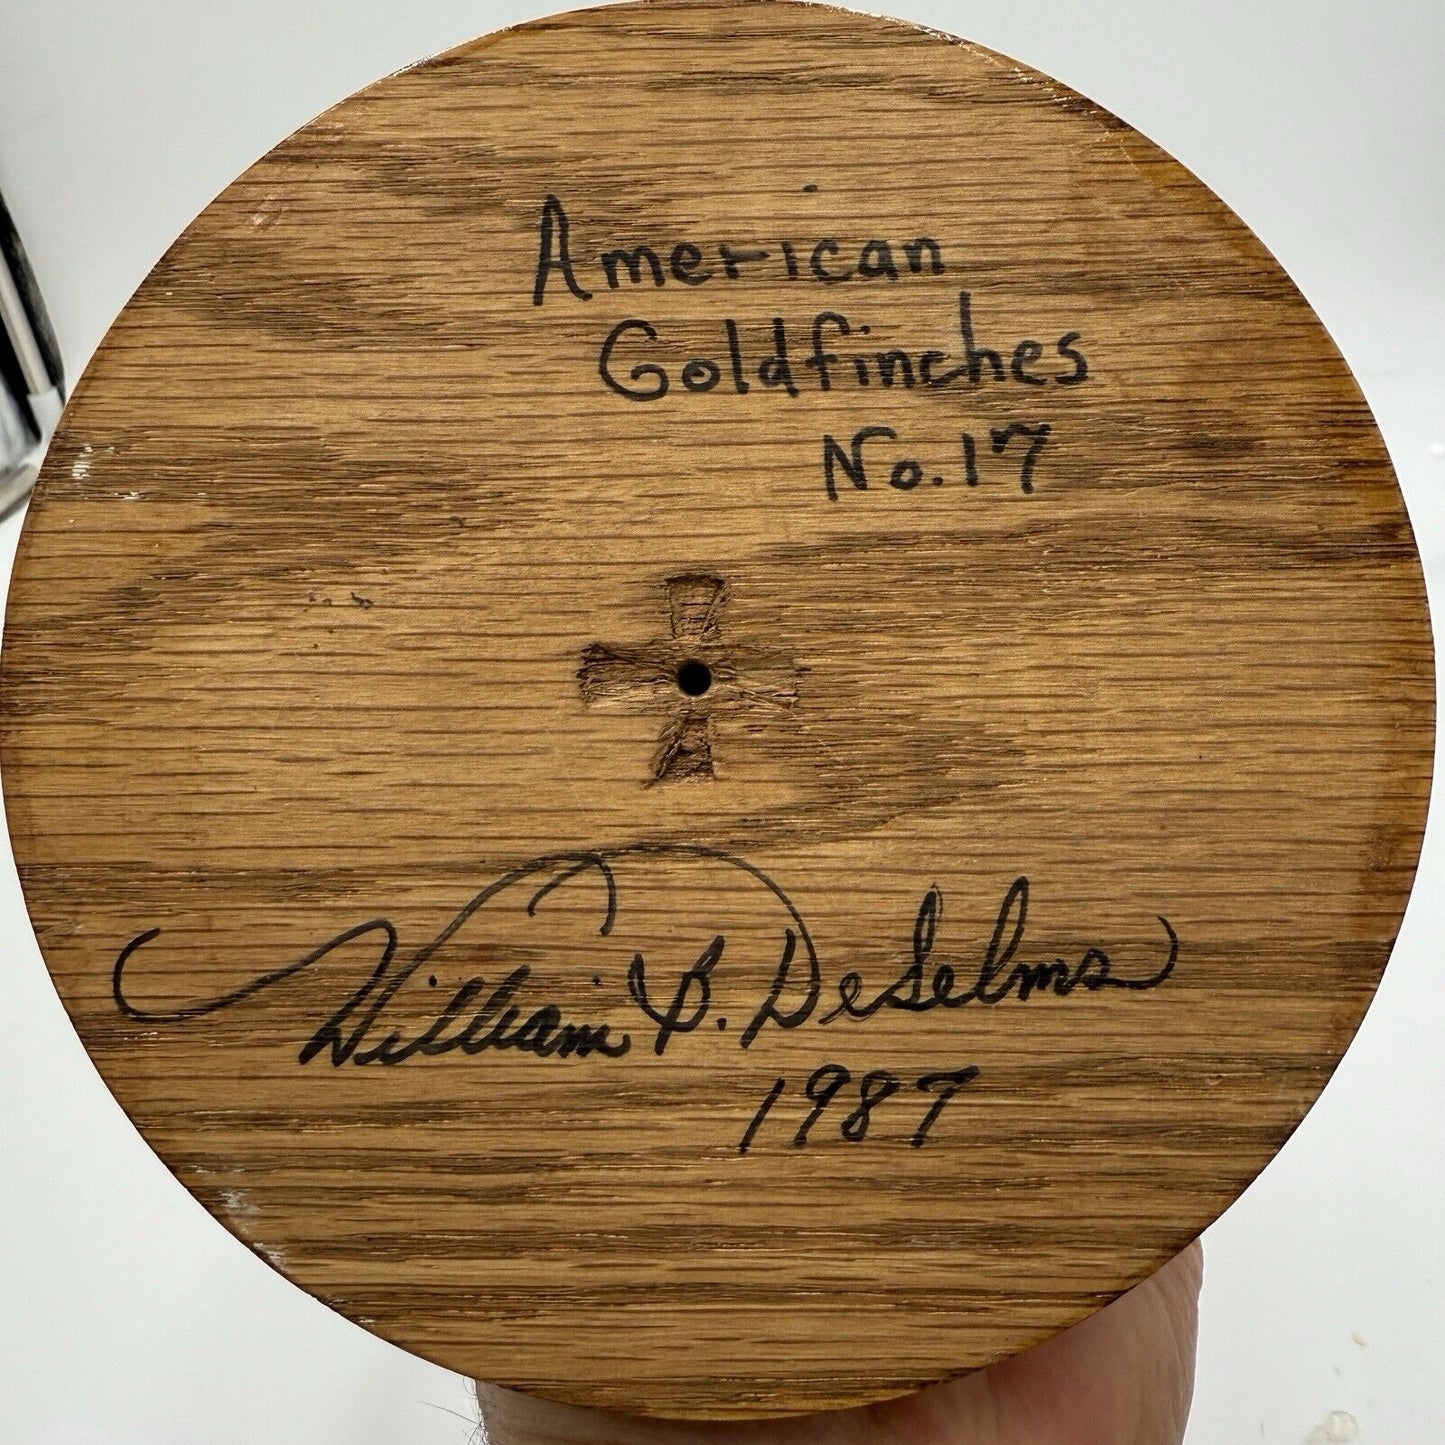 American
Goldfinches
No. 17
William B. DeSelms
1987